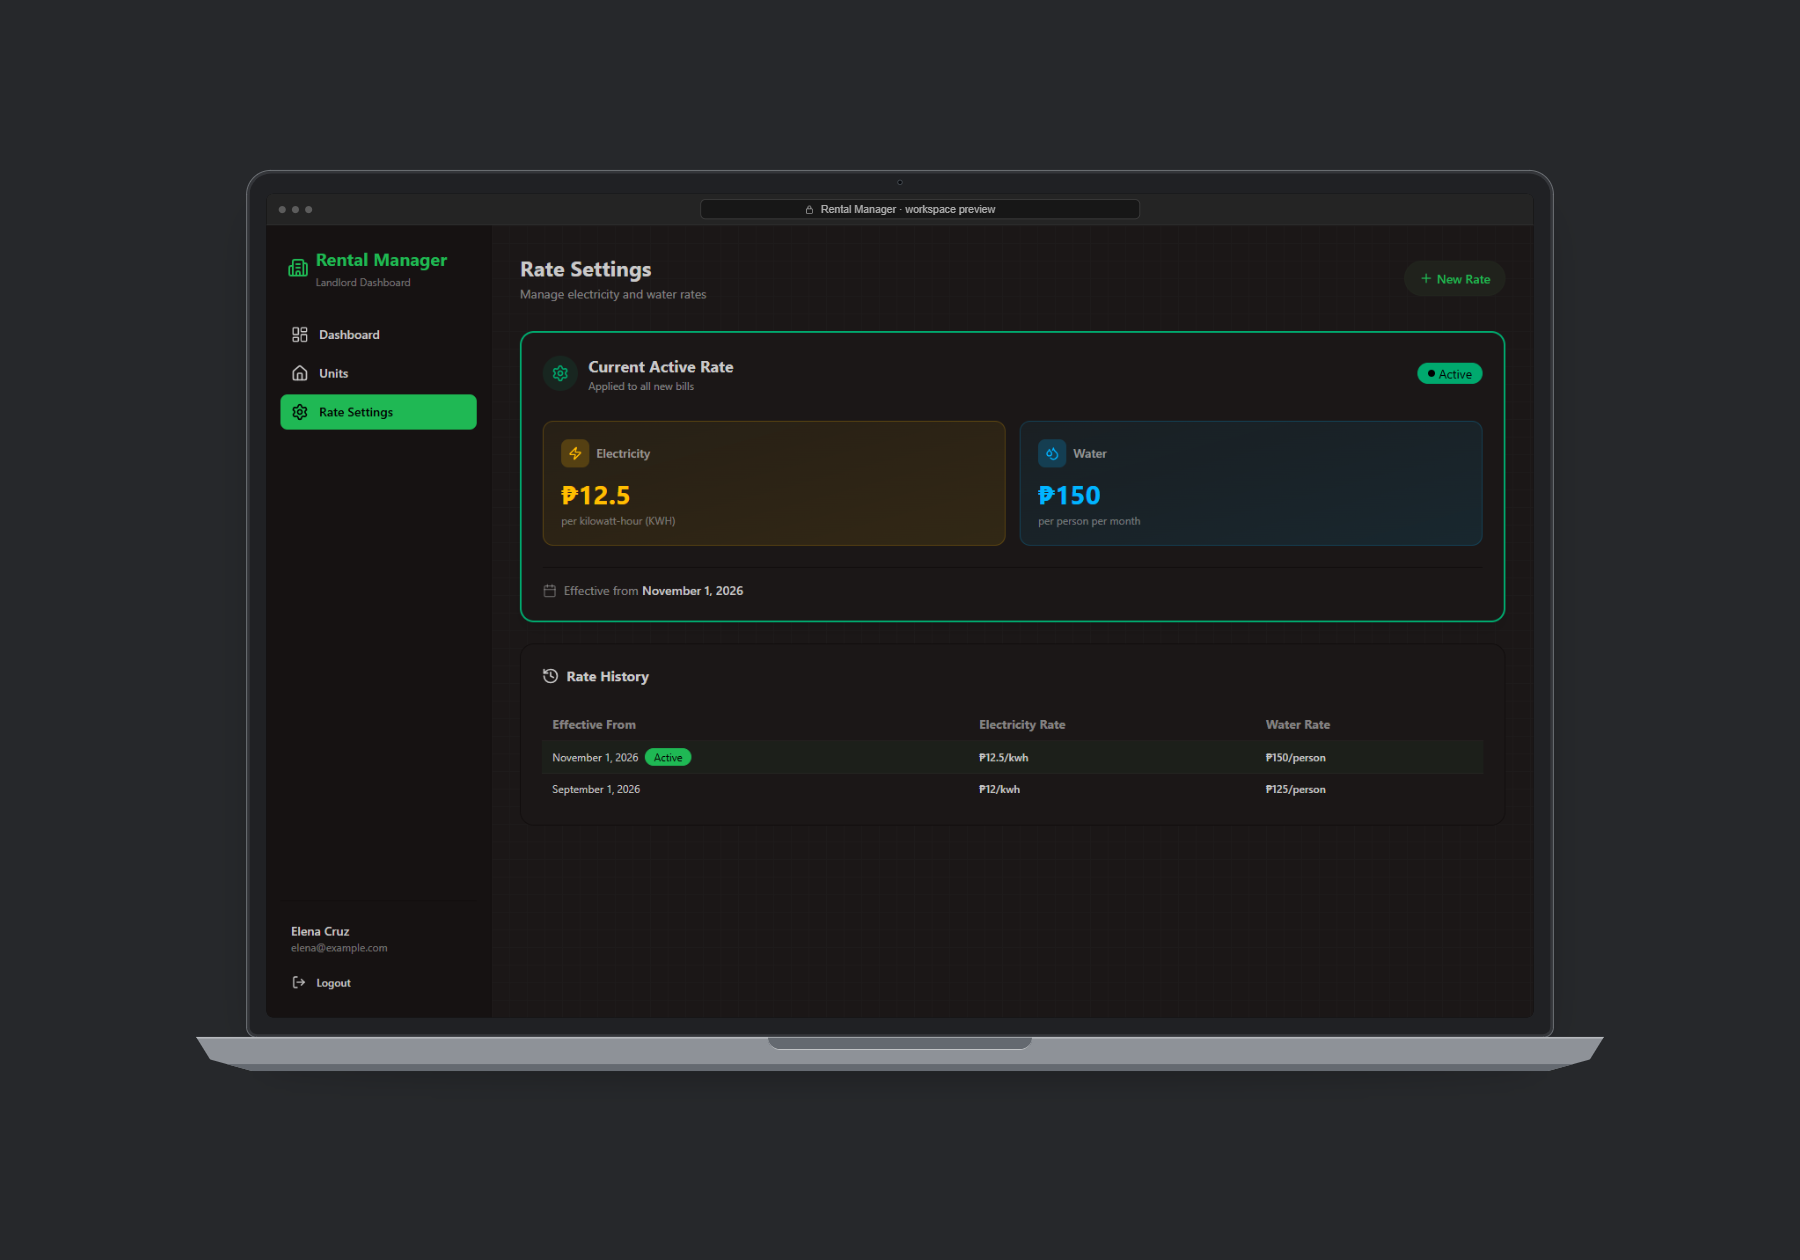 Rental Manager · workspace preview
Rental Manager
Landlord Dashboard
Dashboard
Units
Rate Settings
Elena Cruz
elena@example.com
Logout
Rate Settings
Manage electricity and water rates
+ New Rate
Current Active Rate
Applied to all new bills
Active
Electricity
₱12.5
per kilowatt-hour (KWH)
Water
₱150
per person per month
Effective from November 1, 2026
Rate History
Effective From Electricity Rate Water Rate
November 1, 2026 Active ₱12.5/kwh ₱150/person
September 1, 2026 ₱12/kwh ₱125/person